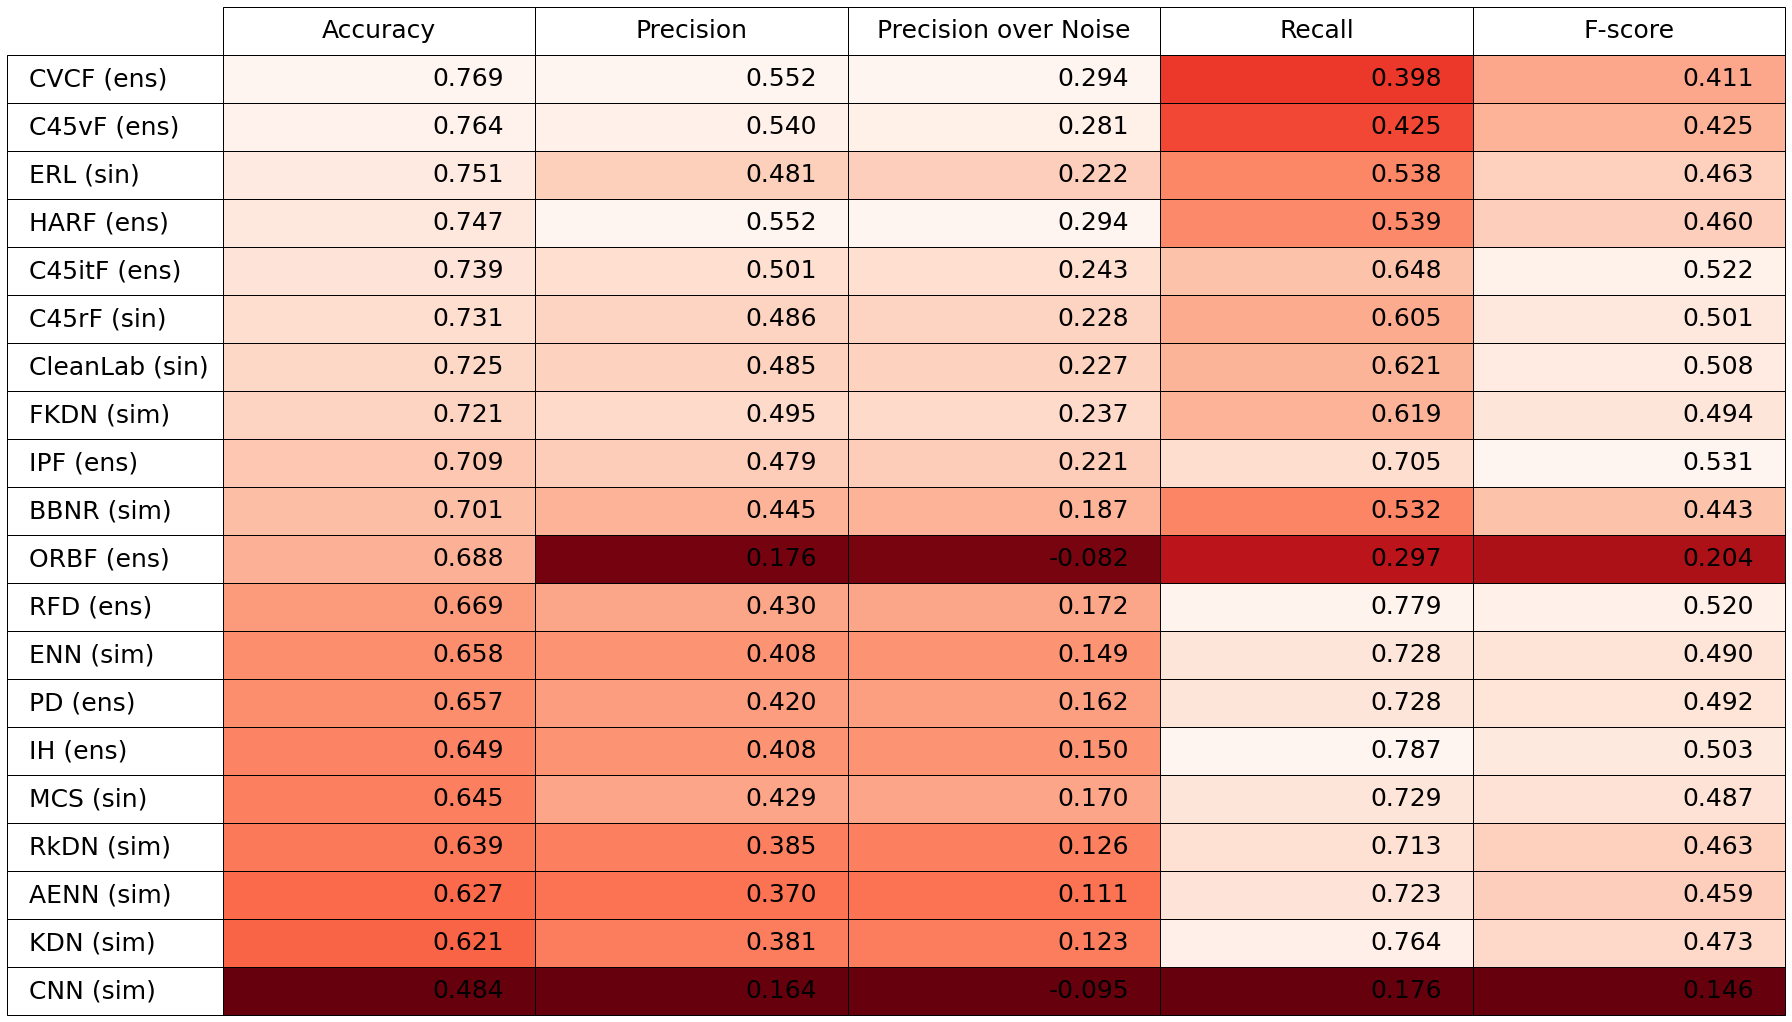 Accuracy Precision Precision over Noise Recall F-score
CVCF (ens) 0.769 0.552 0.294 0.398 0.411
C45vF (ens) 0.764 0.540 0.281 0.425 0.425
ERL (sin) 0.751 0.481 0.222 0.538 0.463
HARF (ens) 0.747 0.552 0.294 0.539 0.460
C45itF (ens) 0.739 0.501 0.243 0.648 0.522
C45rF (sin) 0.731 0.486 0.228 0.605 0.501
CleanLab (sin) 0.725 0.485 0.227 0.621 0.508
FKDN (sim) 0.721 0.495 0.237 0.619 0.494
IPF (ens) 0.709 0.479 0.221 0.705 0.531
BBNR (sim) 0.701 0.445 0.187 0.532 0.443
ORBF (ens) 0.688 0.176 -0.082 0.297 0.204
RFD (ens) 0.669 0.430 0.172 0.779 0.520
ENN (sim) 0.658 0.408 0.149 0.728 0.490
PD (ens) 0.657 0.420 0.162 0.728 0.492
IH (ens) 0.649 0.408 0.150 0.787 0.503
MCS (sin) 0.645 0.429 0.170 0.729 0.487
RkDN (sim) 0.639 0.385 0.126 0.713 0.463
AENN (sim) 0.627 0.370 0.111 0.723 0.459
KDN (sim) 0.621 0.381 0.123 0.764 0.473
CNN (sim) 0.484 0.164 -0.095 0.176 0.146